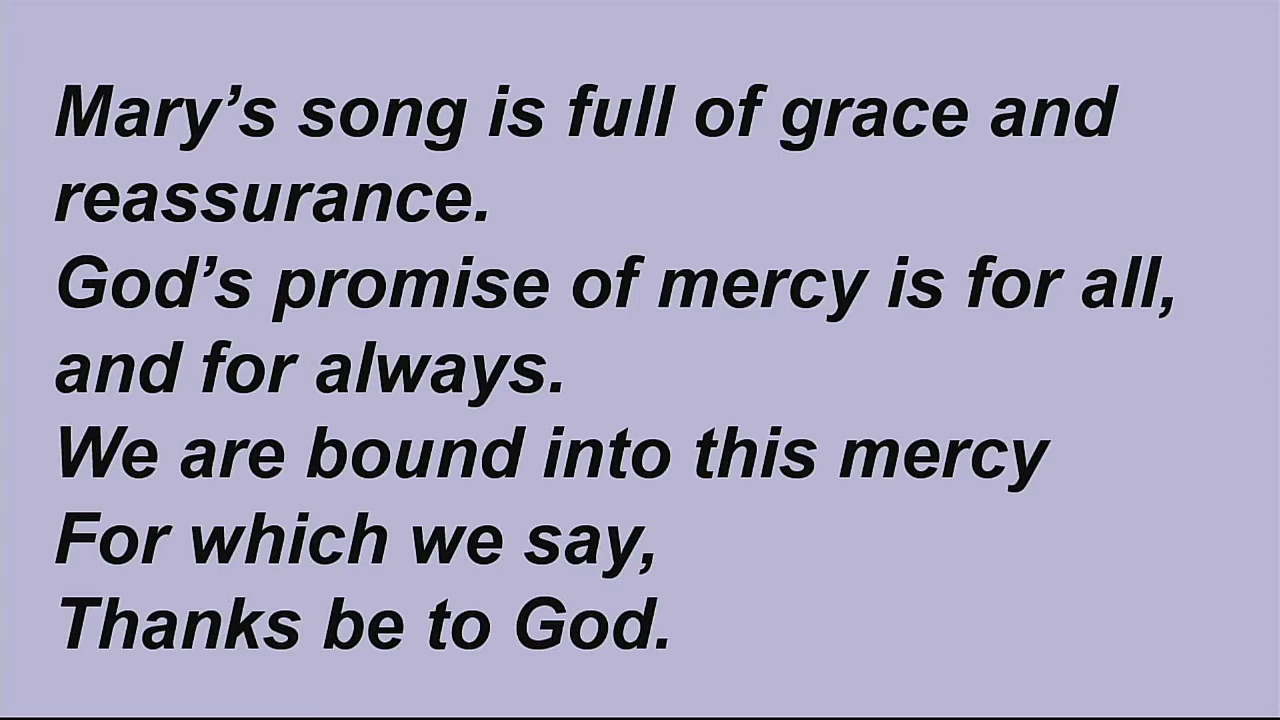 Mary’s song is full of grace and
reassurance.
God’s promise of mercy is for all,
and for always.
We are bound into this mercy
For which we say,
Thanks be to God.